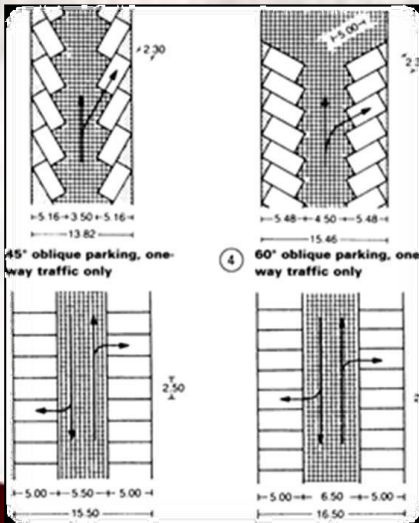 2.30
5.00
2.3
5.16 3.50 5.16
13.82
5.48 4.50 5.48
15.46
45° oblique parking, one-
way traffic only
4
60° oblique parking, one
way traffic only
2.50
5.00 5.50 5.00
15.50
5.00 6.50 5.00
16.50